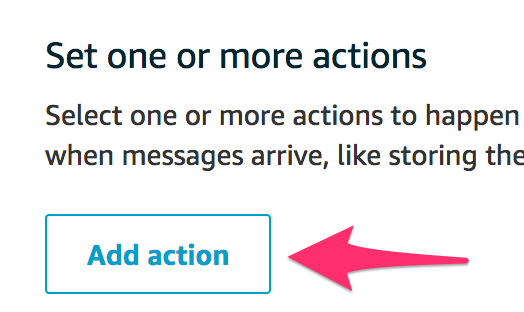 Set one or more actions
Select one or more actions to happen
when messages arrive, like storing the
Add action